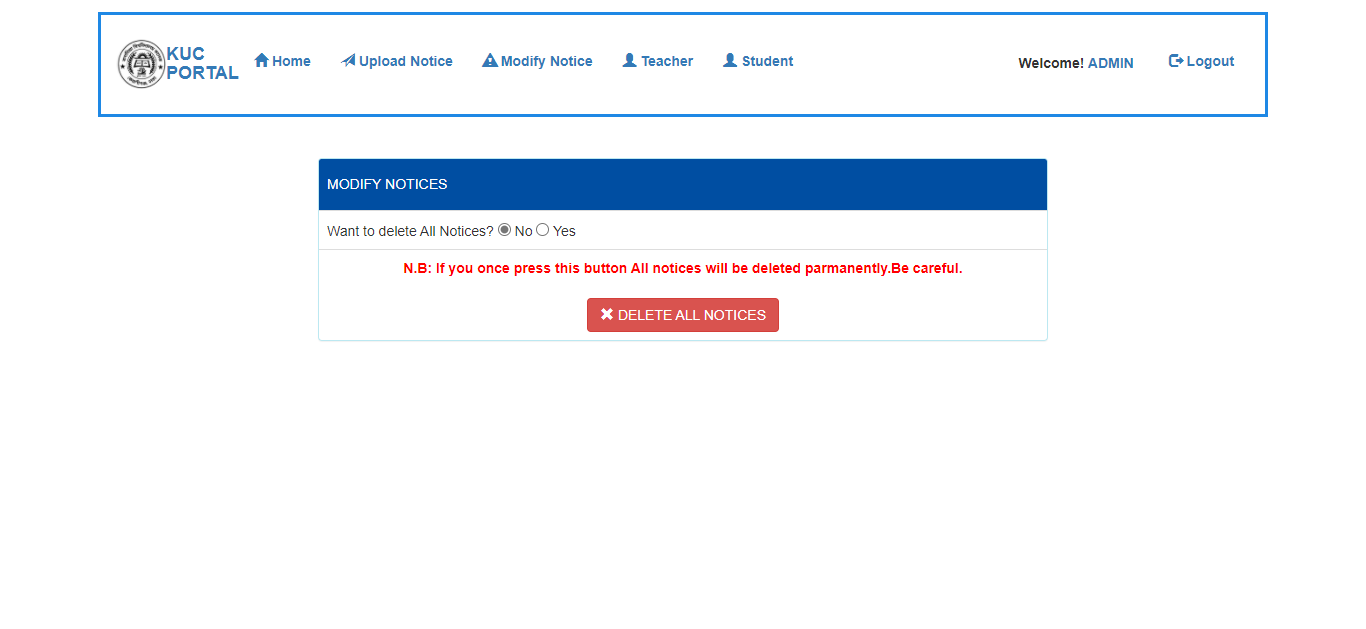 KUC
PORTAL
Home
Upload Notice
Modify Notice
Teacher
Student
Welcome! ADMIN
Logout
MODIFY NOTICES
Want to delete All Notices? No Yes
N.B: If you once press this button All notices will be deleted parmanently.Be careful.
DELETE ALL NOTICES